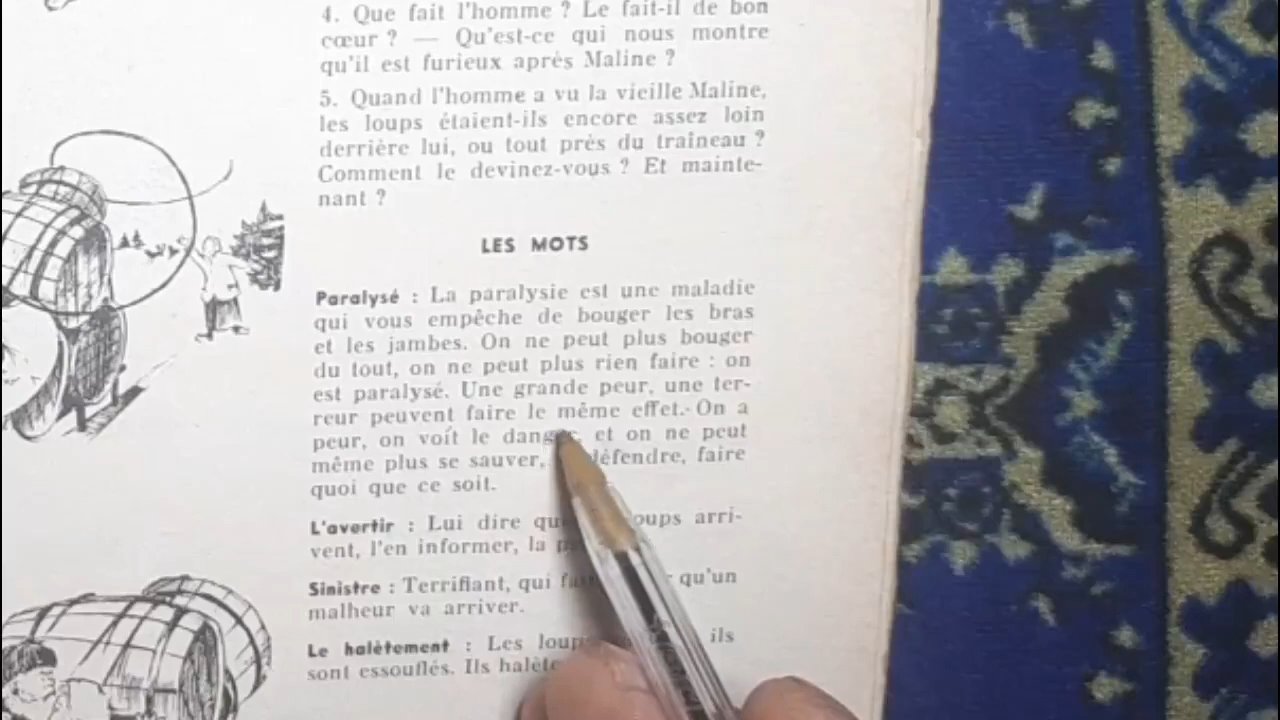 4. Que fait l'homme ? Le fait-il de bon
cœur ? — Qu'est-ce qui nous montre
qu'il est furieux après Maline ?
5. Quand l'homme a vu la vieille Maline,
les loups étaient-ils encore assez loin
derrière lui, ou tout près du traîneau ?
Comment le devinez-vous ? Et mainte-
nant ?
LES MOTS
Paralysé : La paralysie est une maladie
qui vous empêche de bouger les bras
et les jambes. On ne peut plus bouger
du tout, on ne peut plus rien faire : on
est paralysé. Une grande peur, une ter-
reur peuvent faire le même effet. On a
peur, on voit le danger, et on ne peut
même plus se sauver, défendre, faire
quoi que ce soit.
L'avertir : Lui dire loups arri-
vent, l'en informer, la
Sinistre : Terrifiant, qui qu'un
malheur va arriver.
Le halètement : Les ils
sont essouflés. Ils